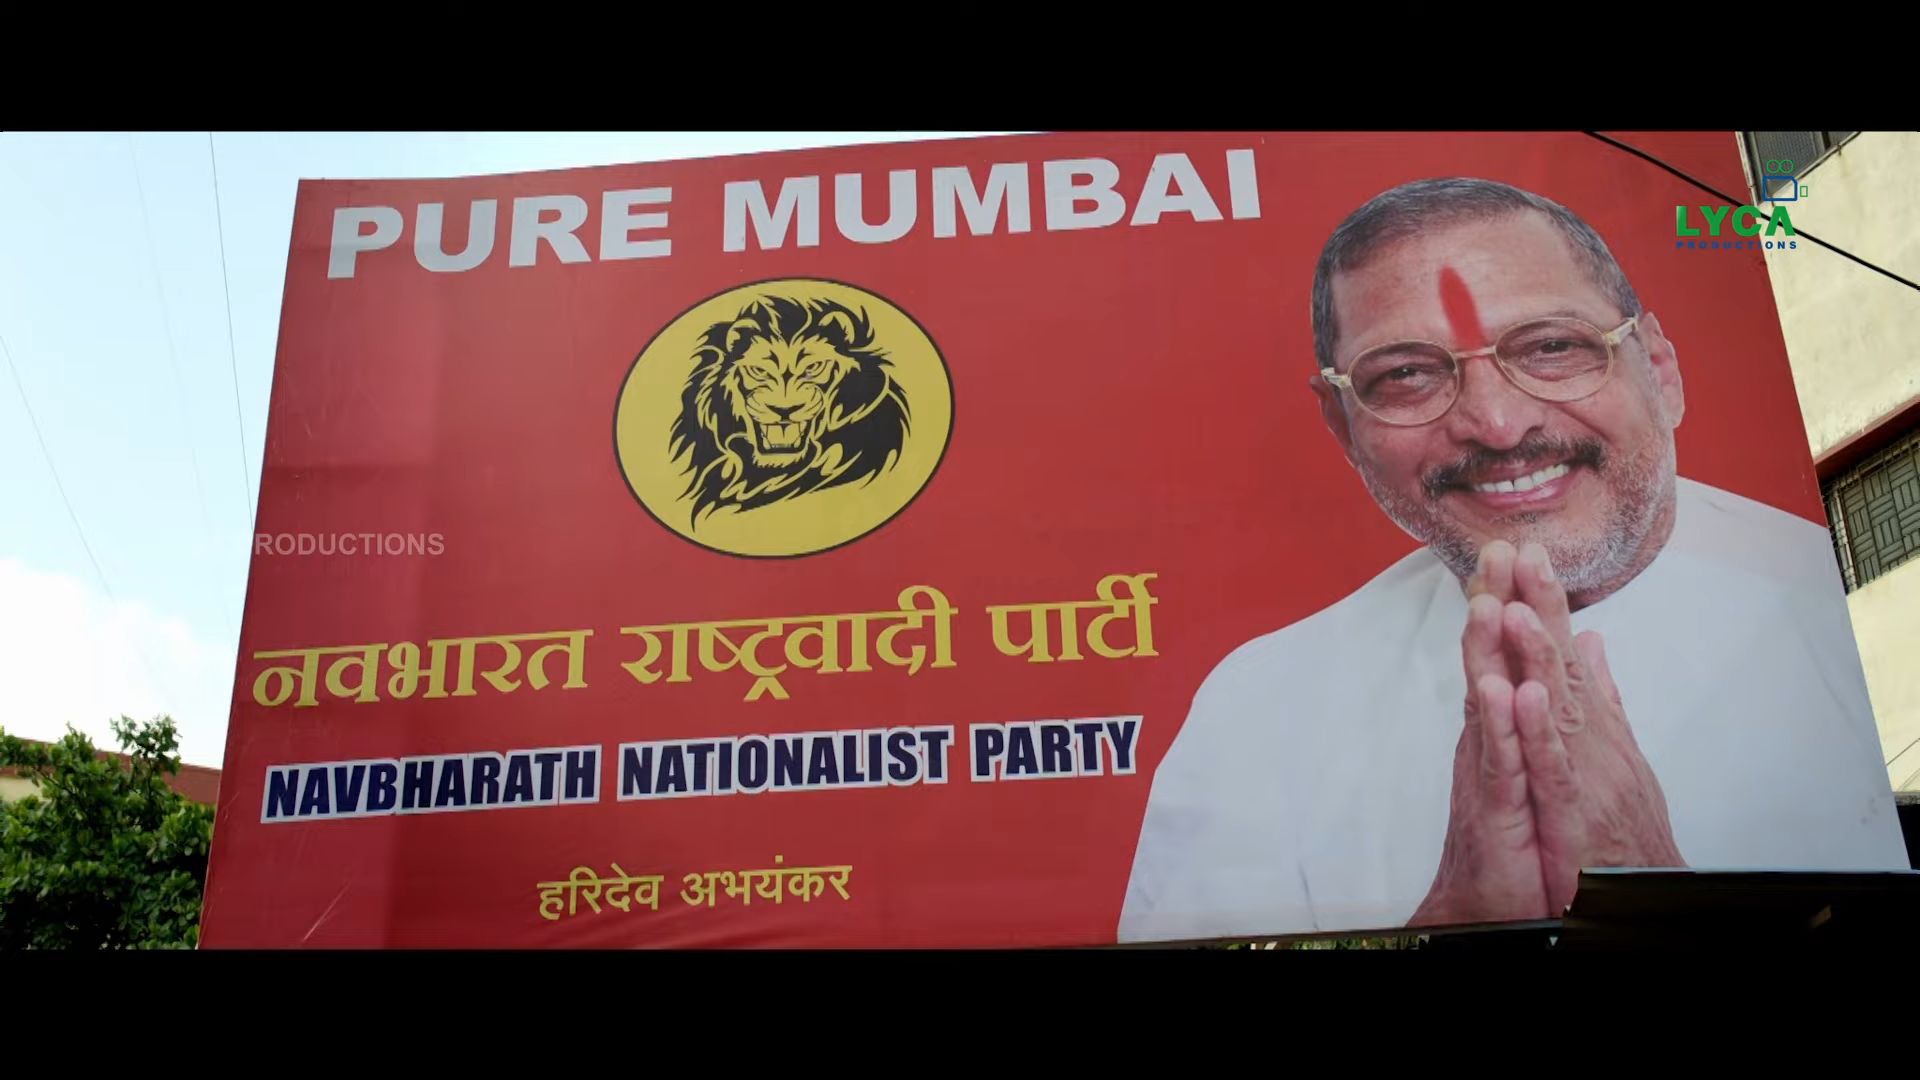 PURE MUMBAI
LYCA
PRODUCTIONS
RODUCTIONS
नवभारत राष्ट्रवादी पार्टी
NAVBHARATH NATIONALIST PARTY
हरिदेव अभयंकर